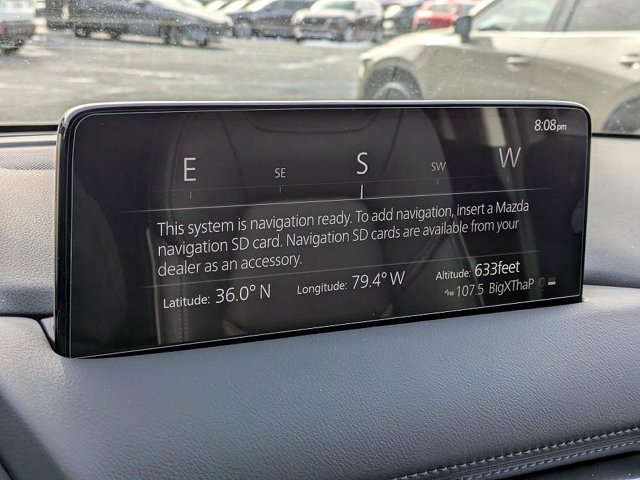 8:08pm
E SE S SW W
This system is navigation ready. To add navigation, insert a Mazda
navigation SD card. Navigation SD cards are available from your
dealer as an accessory.
Latitude: 36.0° N Longitude: 79.4° W Altitude: 633feet
FM 107.5 BigXThaP